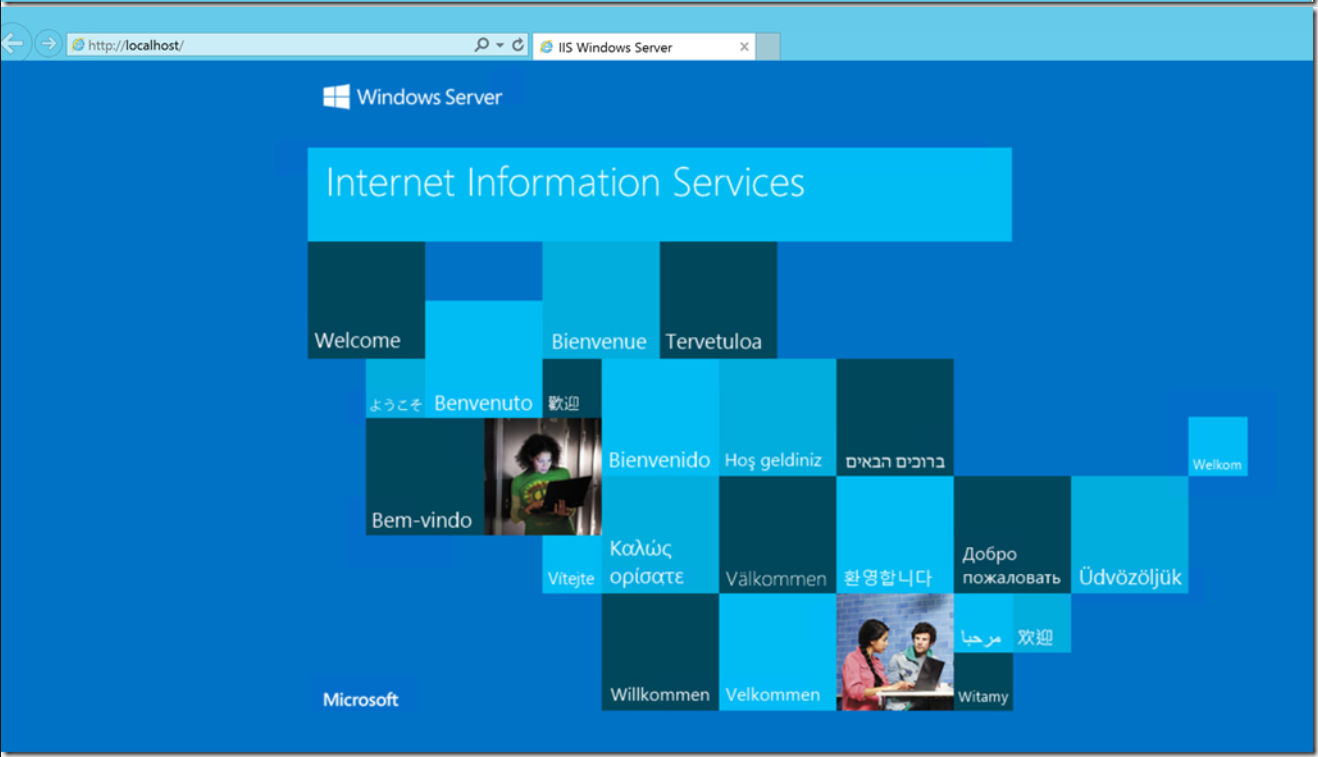 http://localhost/
IIS Windows Server
Windows Server
Internet Information Services
Welcome
Bienvenue
Tervetuloa
ようこそ
Benvenuto
歡迎
Bienvenido
Hoş geldiniz
ברוכים הבאים
Welkom
Bem-vindo
Vítejte
Καλώς
ορίσατε
Välkommen
환영합니다
Добро
пожаловать
Üdvözöljük
مرحبا
欢迎
Willkommen
Velkommen
Witamy
Microsoft